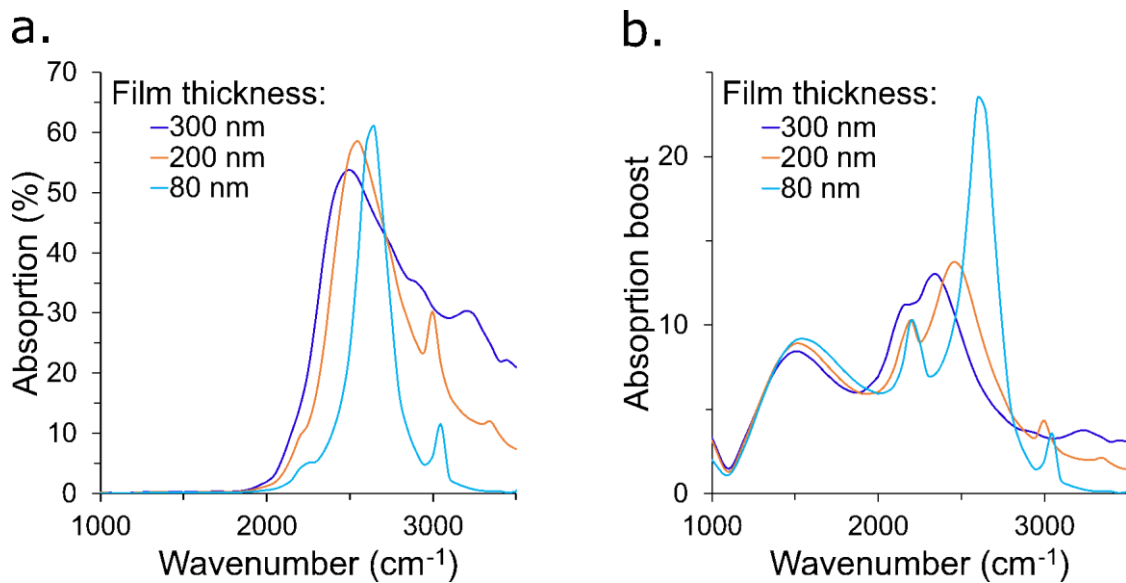 a.
Film thickness:
300 nm
200 nm
80 nm
Absoprtion (%)
70
60
50
40
30
20
10
0
1000
2000
3000
Wavenumber (cm-1)
b.
Film thickness:
300 nm
200 nm
80 nm
Absoprtion boost
20
10
0
1000
2000
3000
Wavenumber (cm-1)